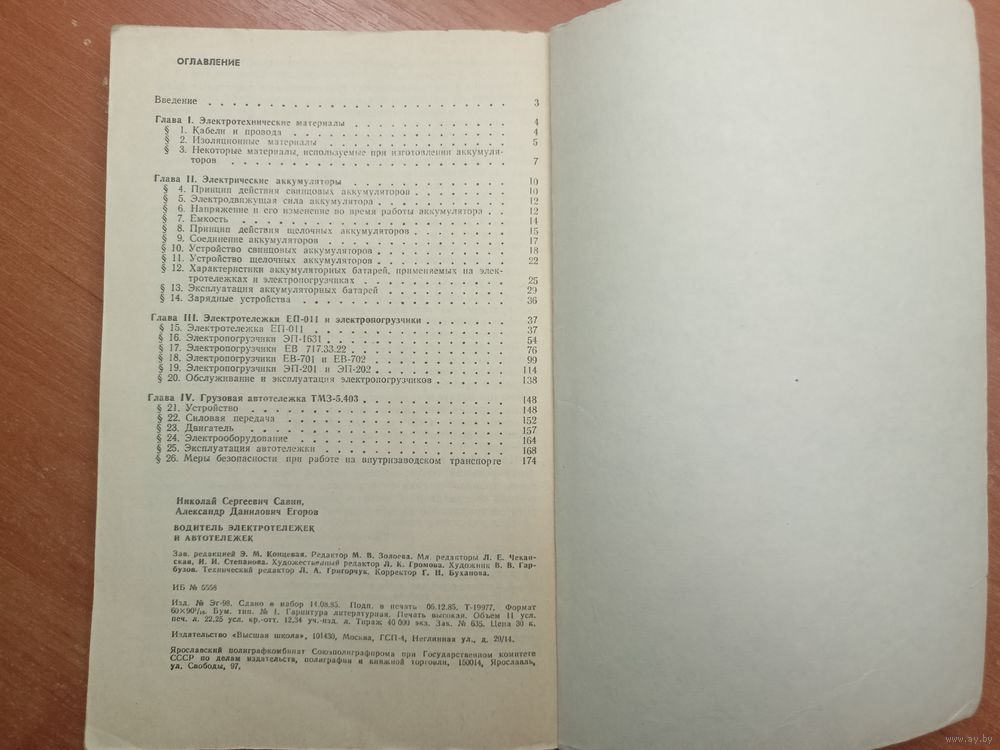 ОГЛАВЛЕНИЕ
Введение . . . . . . . . . . . . . . . . . . . . . . . . 3
Глава I. Электротехнические материалы . . . . . . . . . . . . 4
§ 1. Кабели и провода . . . . . . . . . . . . . . . . . 4
§ 2. Изоляционные материалы . . . . . . . . . . . . . . 5
§ 3. Некоторые материалы, используемые при изготовлении аккумуля-
торов . . . . . . . . . . . . . . . . . . . . . . 7
Глава II. Электрические аккумуляторы . . . . . . . . . . . . 10
§ 4. Принцип действия свинцовых аккумуляторов . . . . . . . 10
§ 5. Электродвижущая сила аккумулятора . . . . . . . . . . 12
§ 6. Напряжение и его изменение во время работы аккумулятора . . 12
§ 7. Емкость . . . . . . . . . . . . . . . . . . . . . 14
§ 8. Принцип действия щелочных аккумуляторов . . . . . . . 15
§ 9. Соединение аккумуляторов . . . . . . . . . . . . . . 17
§ 10. Устройство свинцовых аккумуляторов . . . . . . . . . 18
§ 11. Устройство щелочных аккумуляторов . . . . . . . . . . 22
§ 12. Характеристики аккумуляторных батарей, применяемых на элек-
тротележках и электропогрузчиках . . . . . . . . . . . 25
§ 13. Эксплуатация аккумуляторных батарей . . . . . . . . . 29
§ 14. Зарядные устройства . . . . . . . . . . . . . . . . 36
Глава III. Электротележки ЕП-011 и электропогрузчики . . . . . . . 37
§ 15. Электротележка ЕП-011 . . . . . . . . . . . . . . . 37
§ 16. Электропогрузчики ЭП-1631 . . . . . . . . . . . . . . 54
§ 17. Электропогрузчики ЕВ 717.33.22 . . . . . . . . . . . . 76
§ 18. Электропогрузчики ЕВ-701 и ЕВ-702 . . . . . . . . . . 99
§ 19. Электропогрузчики ЭП-201 и ЭП-202 . . . . . . . . . . 114
§ 20. Обслуживание и эксплуатация электропогрузчиков . . . . . 138
Глава IV. Грузовая автотележка ТМЗ-5.403 . . . . . . . . . . . 148
§ 21. Устройство . . . . . . . . . . . . . . . . . . . . 148
§ 22. Силовая передача . . . . . . . . . . . . . . . . . . 152
§ 23. Двигатель . . . . . . . . . . . . . . . . . . . . . 157
§ 24. Электрооборудование . . . . . . . . . . . . . . . . 164
§ 25. Эксплуатация автотележки . . . . . . . . . . . . . . 168
§ 26. Меры безопасности при работе на внутризаводском транспорте 174
Николай Сергеевич Савин,
Александр Данилович Егоров
ВОДИТЕЛЬ ЭЛЕКТРОТЕЛЕЖЕК
И АВТОТЕЛЕЖЕК
Зав. редакцией Э. М. Концевая. Редактор М. В. Золоева. Мл. редакторы Л. Е. Чекан-
ская, И. И. Степанова. Художественный редактор Л. К. Громова. Художник В. В. Гар-
бузов. Технический редактор Л. А. Григорчук. Корректор Г. Н. Буханова.
ИБ № 5558
Изд. № Эг-98. Сдано в набор 14.08.85. Подп. в печать 06.12.85. Т-19977. Формат
60×90¹/₁₆. Бум. тип. № 1. Гарнитура литературная. Печать высокая. Объем 11 усл.
печ. л. 22,25 усл. кр.-отт. 12,34 уч.-изд. л. Тираж 40 000 экз. Зак. № 635. Цена 30 к.
Издательство «Высшая школа», 101430, Москва, ГСП-4, Неглинная ул., д. 29/14.
Ярославский полиграфкомбинат Союзполиграфпрома при Государственном комитете
СССР по делам издательств, полиграфии и книжной торговли, 150014, Ярославль,
ул. Свободы, 97.
www.ay.by